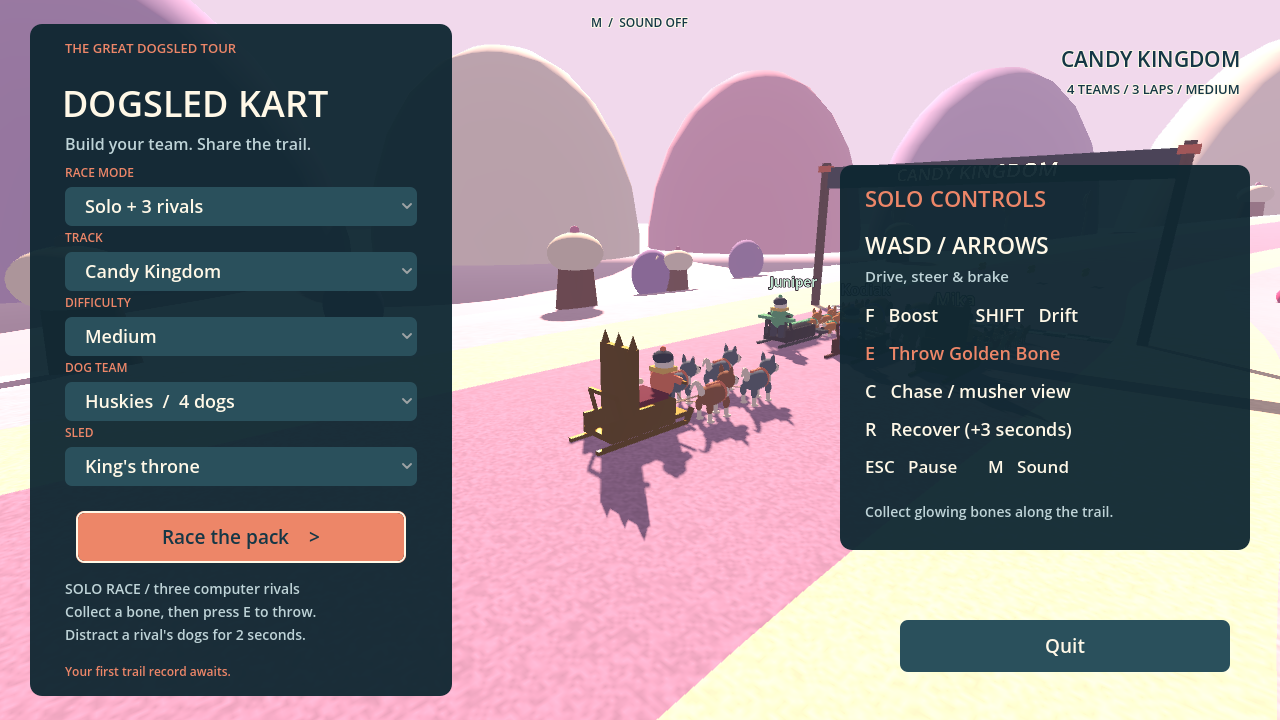 M / SOUND OFF
THE GREAT DOGSLED TOUR
DOGSLED KART
Build your team. Share the trail.
RACE MODE
Solo + 3 rivals
TRACK
Candy Kingdom
DIFFICULTY
Medium
DOG TEAM
Huskies / 4 dogs
SLED
King's throne
Race the pack >
SOLO RACE / three computer rivals
Collect a bone, then press E to throw.
Distract a rival's dogs for 2 seconds.
Your first trail record awaits.
CANDY KINGDOM
4 TEAMS / 3 LAPS / MEDIUM
CANDY KINGDOM
Juniper
SOLO CONTROLS
WASD / ARROWS
Drive, steer & brake
F Boost SHIFT Drift
E Throw Golden Bone
C Chase / musher view
R Recover (+3 seconds)
ESC Pause M Sound
Collect glowing bones along the trail.
Quit